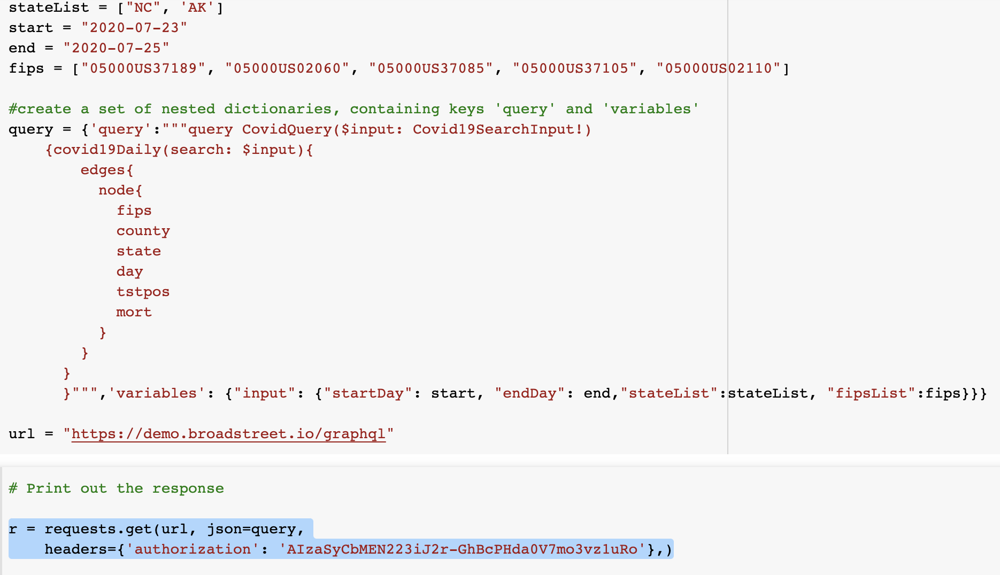 stateList = ["NC", 'AK']
start = "2020-07-23"
end = "2020-07-25"
fips = ["05000US37189", "05000US02060", "05000US37085", "05000US37105", "05000US02110"]
#create a set of nested dictionaries, containing keys 'query' and 'variables'
query = {'query':"""query CovidQuery($input: Covid19SearchInput!)
{covid19Daily(search: $input){
edges{
node{
fips
county
state
day
tstpos
mort
}
}
}
}""",'variables': {"input": {"startDay": start, "endDay": end,"stateList":stateList, "fipsList":fips}}}
url = "https://demo.broadstreet.io/graphql"
# Print out the response
r = requests.get(url, json=query,
headers={'authorization': 'AIzaSyCbMEN223iJ2r-GhBcPHda0V7mo3vz1uRo'},)